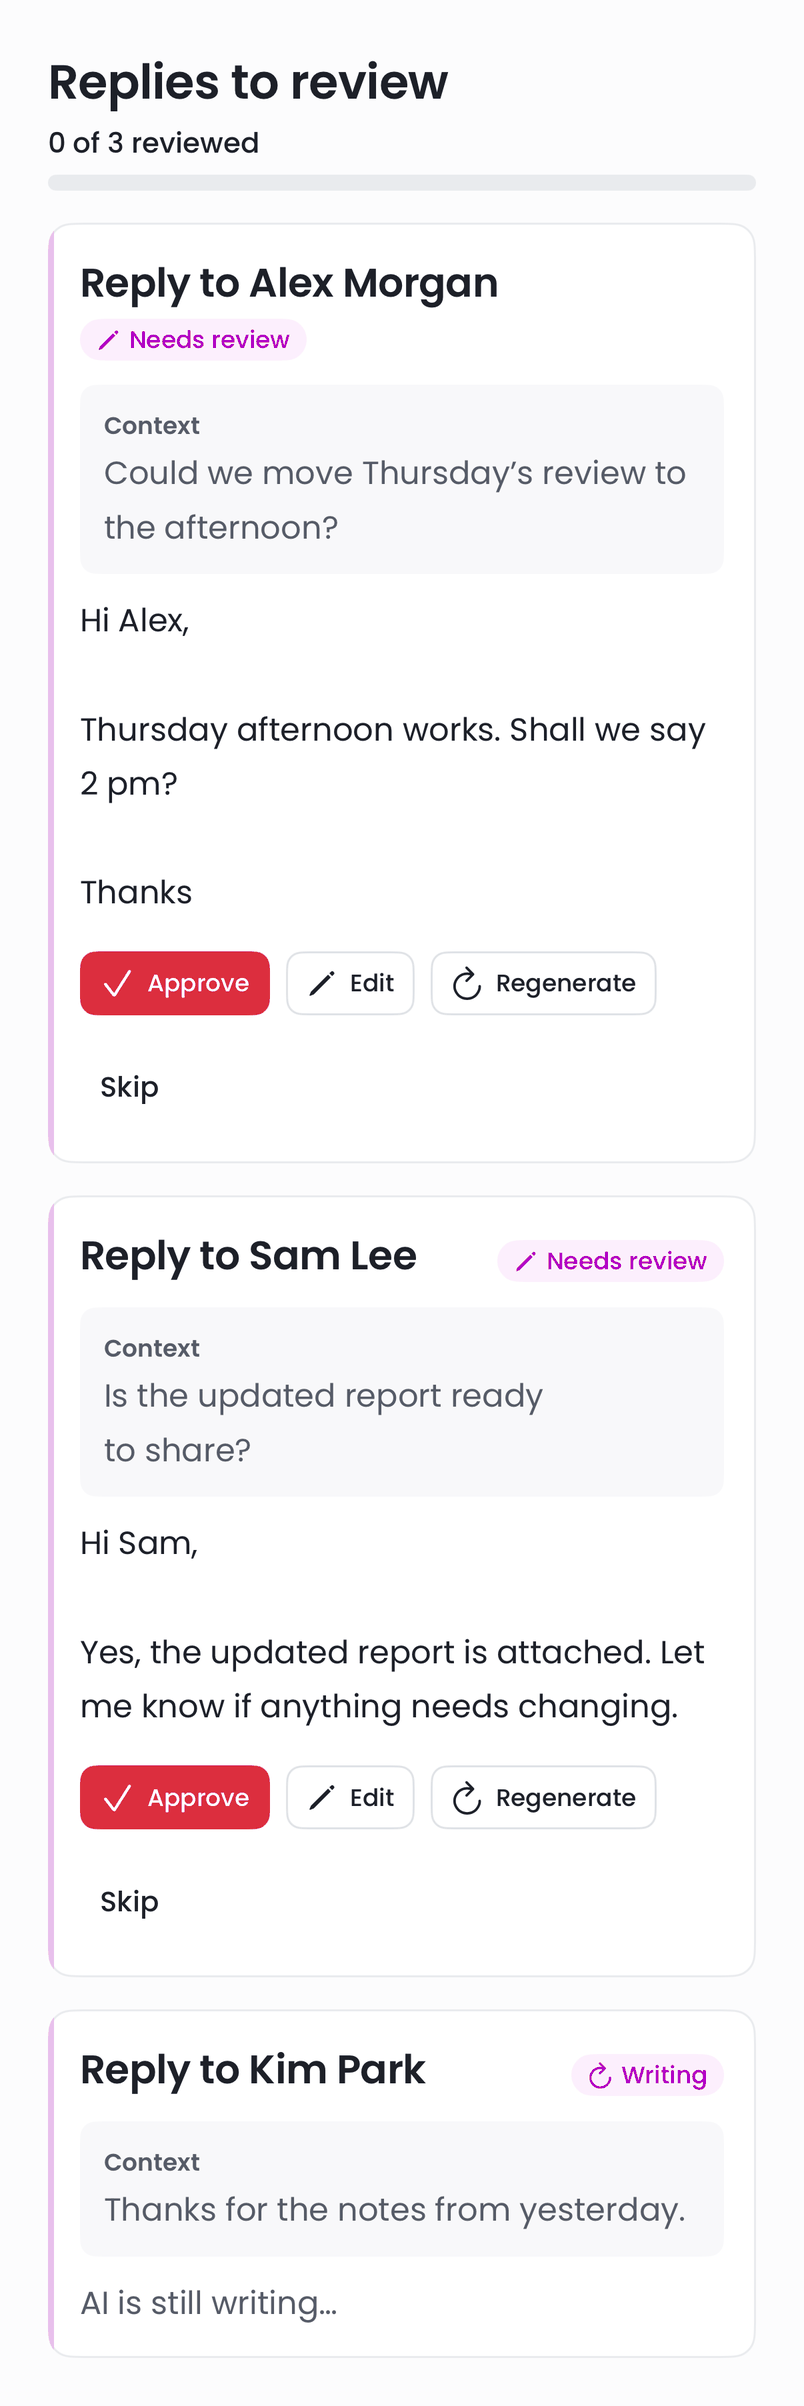 Replies to review
0 of 3 reviewed
Reply to Alex Morgan
Needs review
Context
Could we move Thursday’s review to
the afternoon?
Hi Alex,
Thursday afternoon works. Shall we say
2 pm?
Thanks
Approve
Edit
Regenerate
Skip
Reply to Sam Lee
Needs review
Context
Is the updated report ready
to share?
Hi Sam,
Yes, the updated report is attached. Let
me know if anything needs changing.
Approve
Edit
Regenerate
Skip
Reply to Kim Park
Writing
Context
Thanks for the notes from yesterday.
AI is still writing…